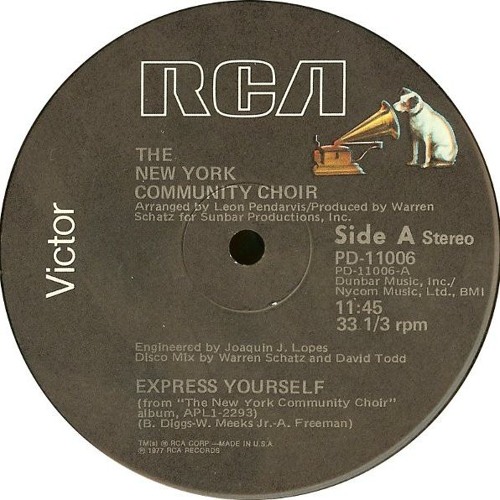 RCA
Victor
THE
NEW YORK
COMMUNITY CHOIR
Arranged by Leon Pendarvis/Produced by Warren
Schatz for Sunbar Productions, Inc.
Side A Stereo
PD-11006
PD-11006-A
Dunbar Music, Inc./
Nycom Music, Ltd., BMI
11:45
33 1/3 rpm
Engineered by Joaquin J. Lopes
Disco Mix by Warren Schatz and David Todd
EXPRESS YOURSELF
(from "The New York Community Choir"
album, APL1-2293)
(B. Diggs-W. Meeks Jr.-A. Freeman)
TM(s) ® RCA CORP—MADE IN U.S.A.
℗ 1977 RCA RECORDS